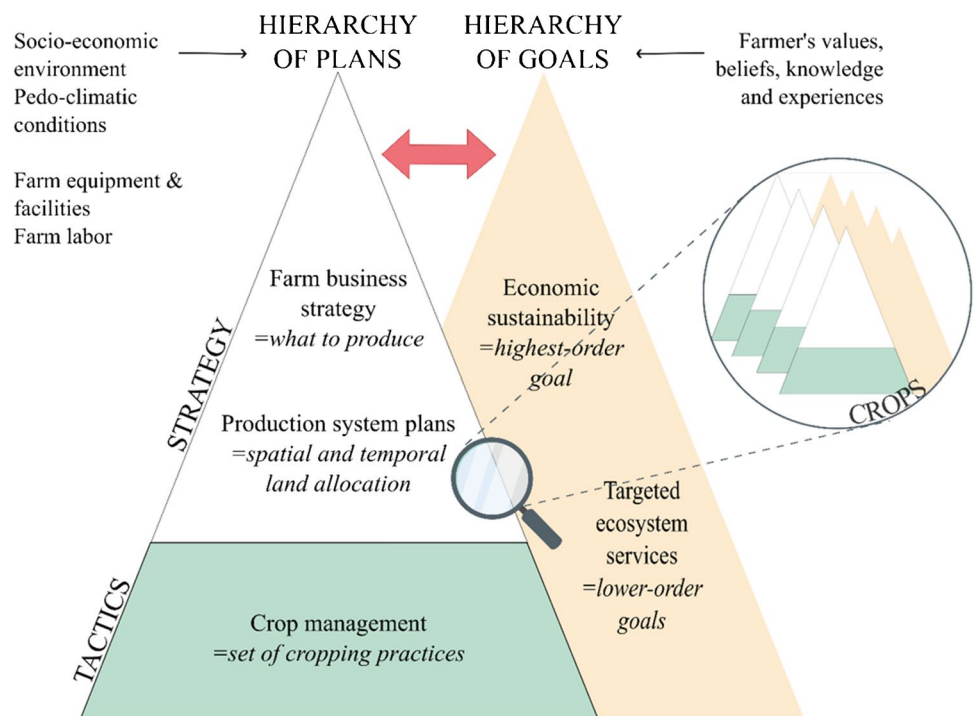 HIERARCHY
OF PLANS
HIERARCHY
OF GOALS
Socio-economic
environment
Pedo-climatic
conditions
Farm equipment &
facilities
Farm labor
Farmer's values,
beliefs, knowledge
and experiences
STRATEGY
Farm business
strategy
=what to produce
Production system plans
=spatial and temporal
land allocation
Economic
sustainability
=highest-order
goal
CROPS
Targeted
ecosystem
services
=lower-order
goals
TACTICS
Crop management
=set of cropping practices